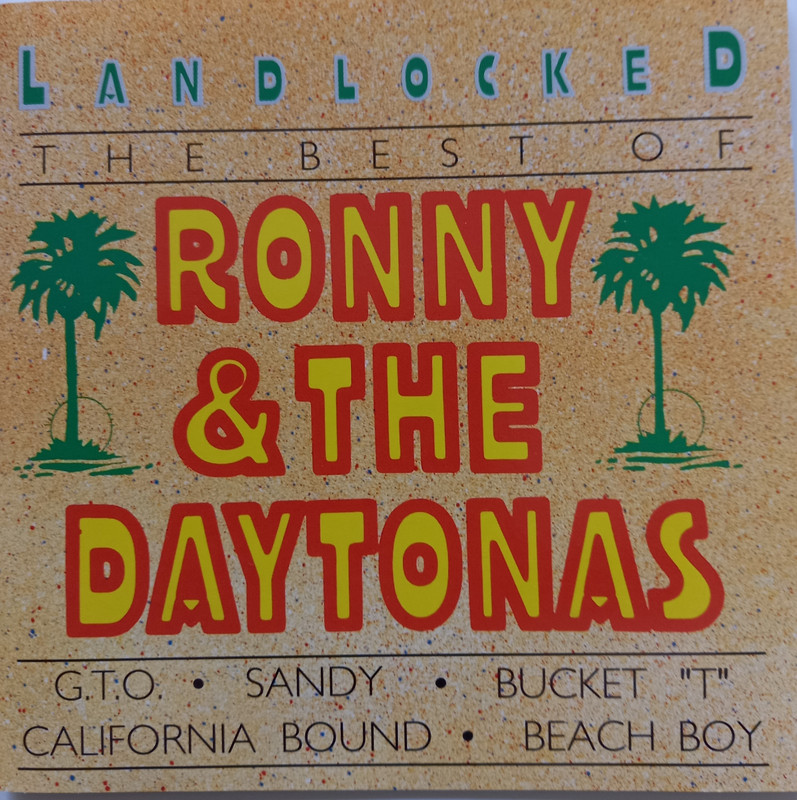 LANDLOCKED
THE BEST OF
RONNY
& THE
DAYTONAS
G.T.O. • SANDY • BUCKET "T"
CALIFORNIA BOUND • BEACH BOY